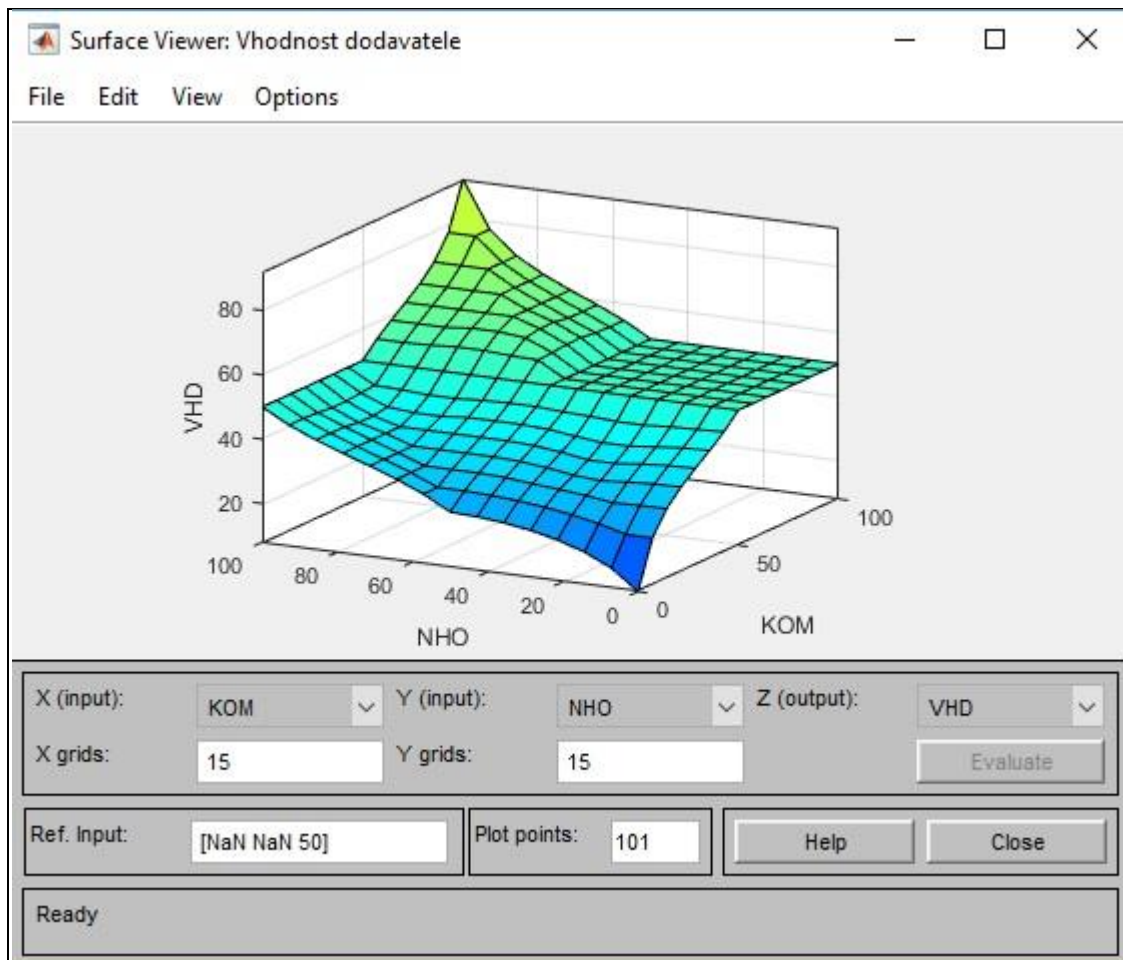 Surface Viewer: Vhodnost dodavatele
File Edit View Options
80
60
40
20
VHD
100 80 60 40 20 0
NHO
0 50 100
KOM
X (input): KOM Y (input): NHO Z (output): VHD
X grids: 15 Y grids: 15 Evaluate
Ref. Input: [NaN NaN 50] Plot points: 101 Help Close
Ready